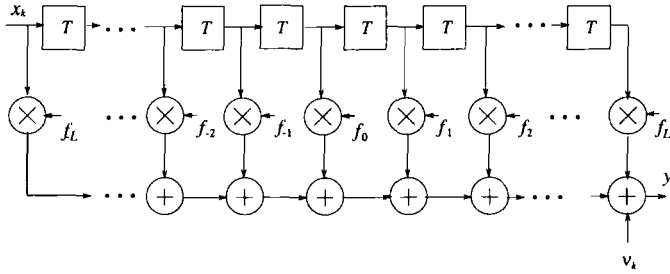 x_k T ••• T T T T ••• T
f_L ••• f_-2 f_-1 f_0 f_1 f_2 ••• f_L
••• + + + + + ••• + y
v_k